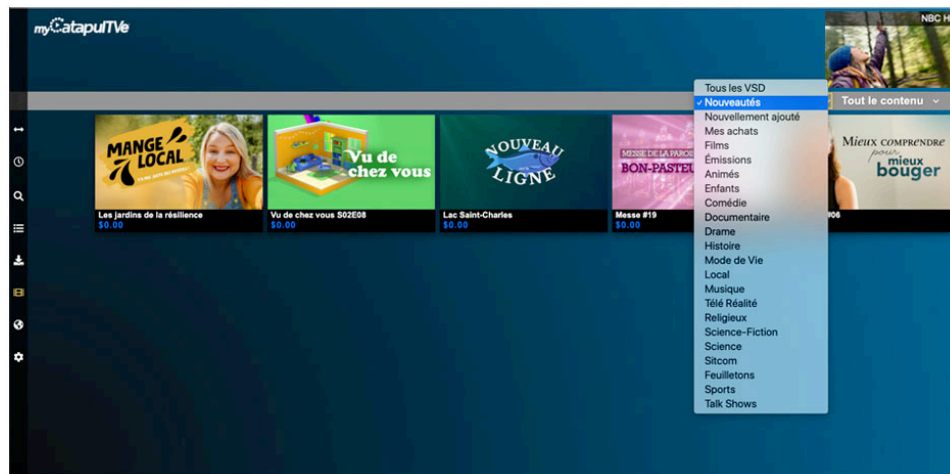 myCatapulTVe
NBC H
Tous les VSD
✓ Nouveautés
Nouvellement ajouté
Mes achats
Films
Émissions
Animés
Enfants
Comédie
Documentaire
Drame
Histoire
Mode de Vie
Local
Musique
Télé Réalité
Religieux
Science-Fiction
Science
Sitcom
Feuilletons
Sports
Talk Shows
Tout le contenu
MANGE
LOCAL
Vu de
chez vous
NOUVEAU
LIGNE
MESSE DE LA PAROI
BON-PASTEU
Mieux COMPRENDRE
pour
mieux
bouger
Les jardins de la résilience
$0.00
Vu de chez vous S02E08
$0.00
Lac Saint-Charles
$0.00
Messe #19
$0.00
#06